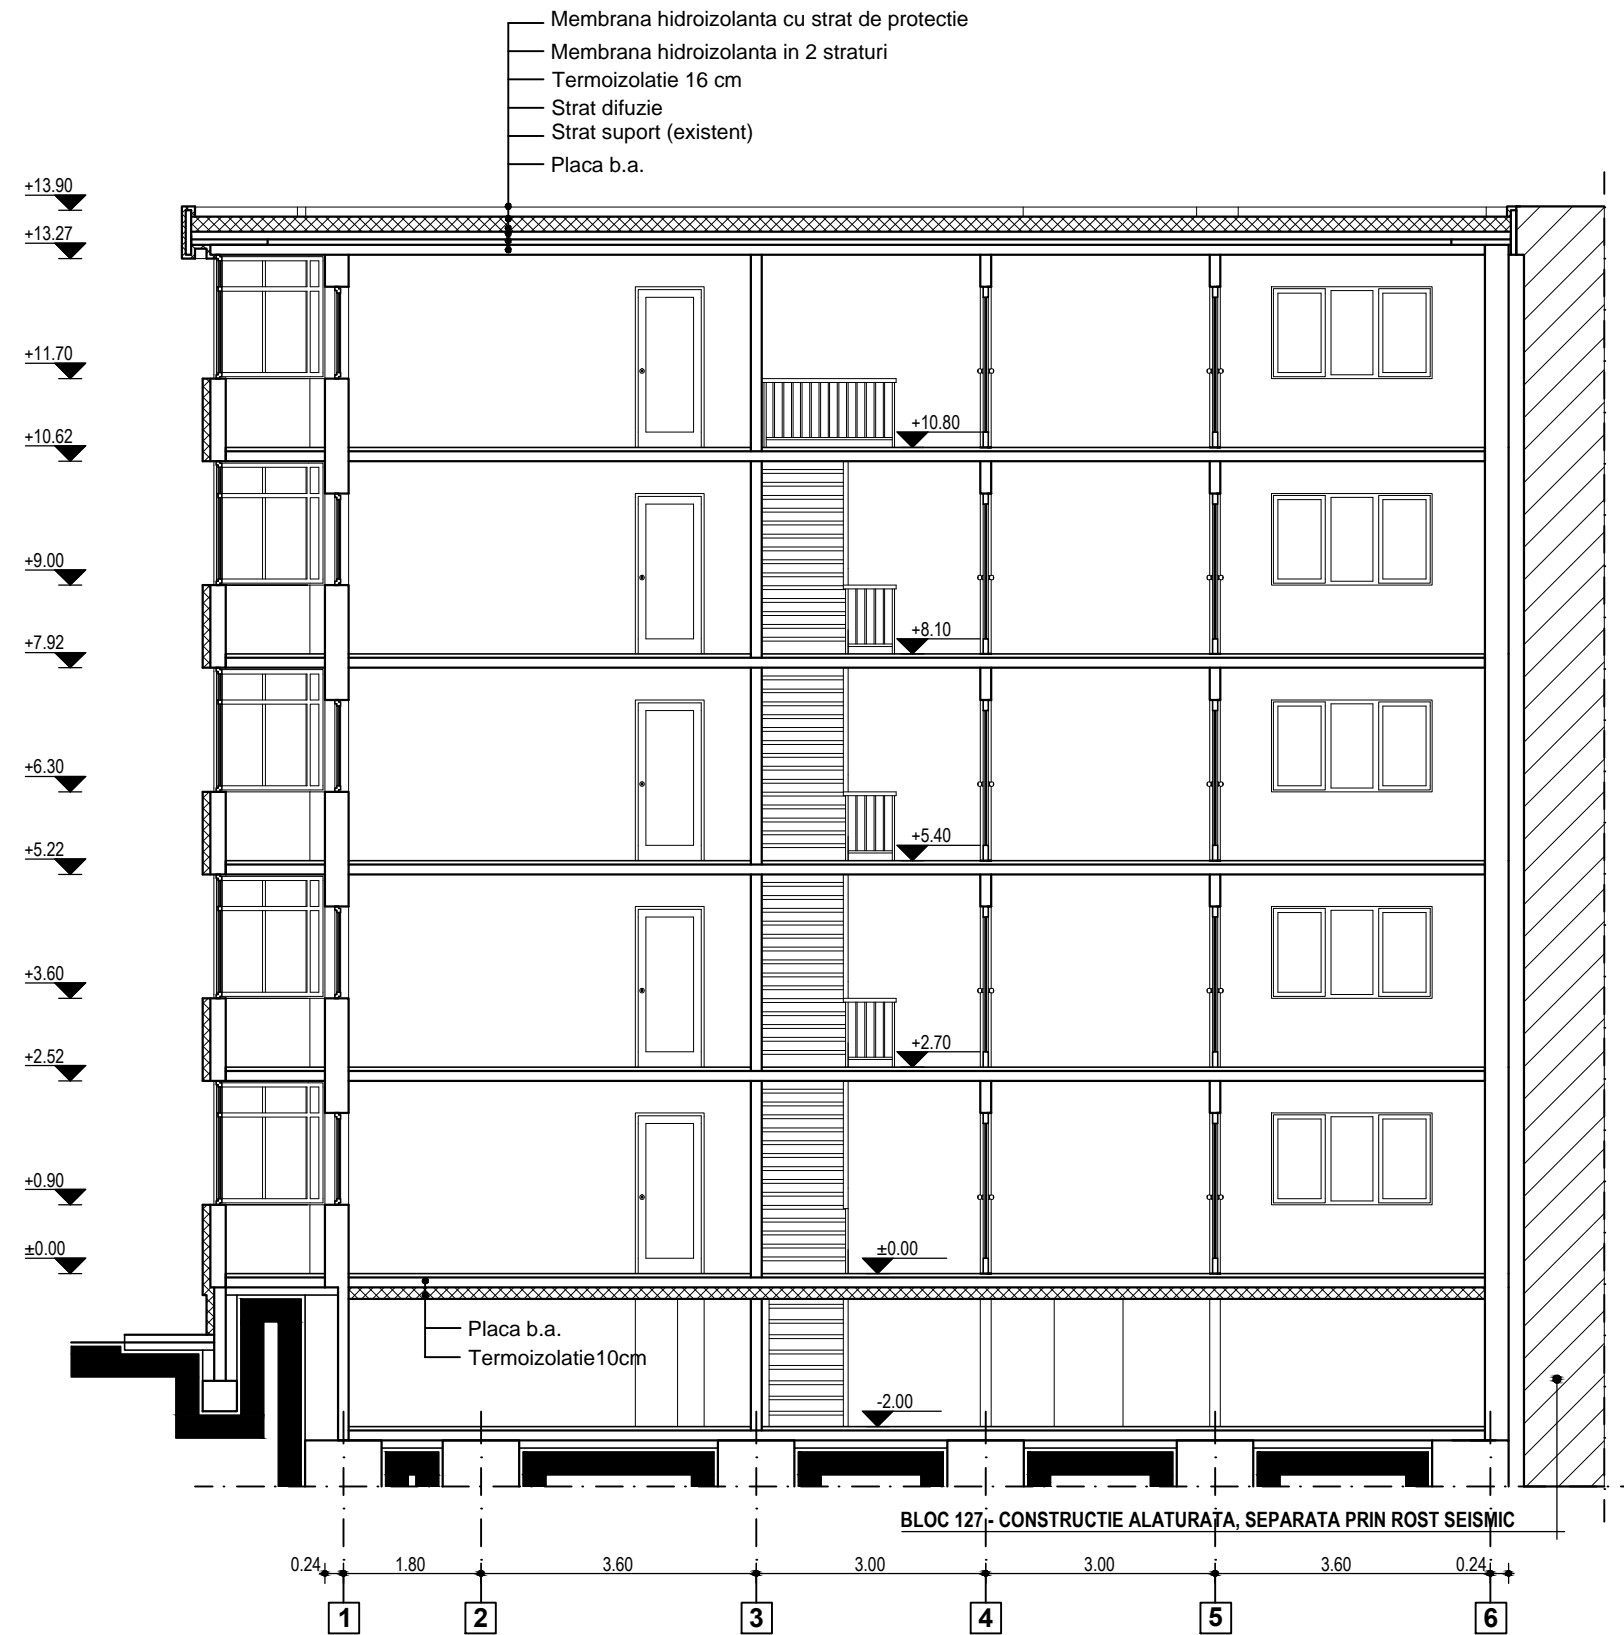 Membrana hidroizolanta cu strat de protectie
Membrana hidroizolanta in 2 straturi
Termoizolatie 16 cm
Strat difuzie
Strat suport (existent)
Placa b.a.
+13.90
+13.27
+11.70
+10.62
+10.80
+9.00
+7.92
+8.10
+6.30
+5.22
+5.40
+3.60
+2.52
+2.70
+0.90
±0.00
±0.00
Placa b.a.
Termoizolatie10cm
-2.00
BLOC 127 - CONSTRUCTIE ALATURATA, SEPARATA PRIN ROST SEISMIC
0.24 1.80 3.60 3.00 3.00 3.60 0.24
1 2 3 4 5 6